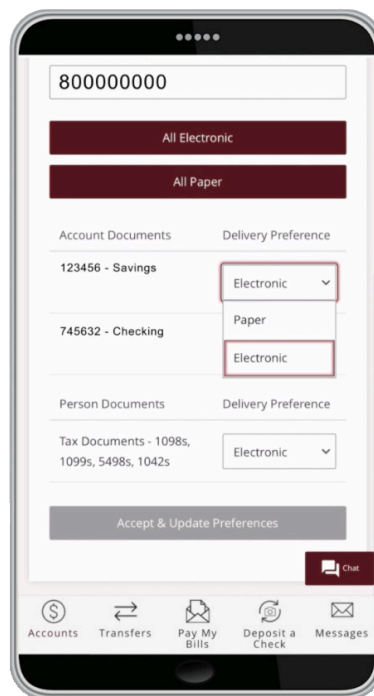 800000000
All Electronic
All Paper
Account Documents Delivery Preference
123456 - Savings
Electronic
Paper
745632 - Checking
Electronic
Person Documents Delivery Preference
Tax Documents - 1098s,
1099s, 5498s, 1042s
Electronic
Accept & Update Preferences
Chat
Accounts Transfers Pay My Bills Deposit a Check Messages